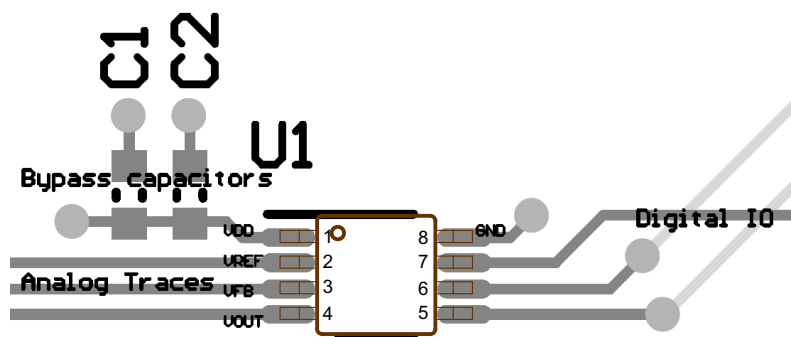 C1
C2
U1
Bypass capacitors
VDD
1
8
GND
Digital IO
VREF
2
7
Analog Traces
VFB
3
6
VOUT
4
5